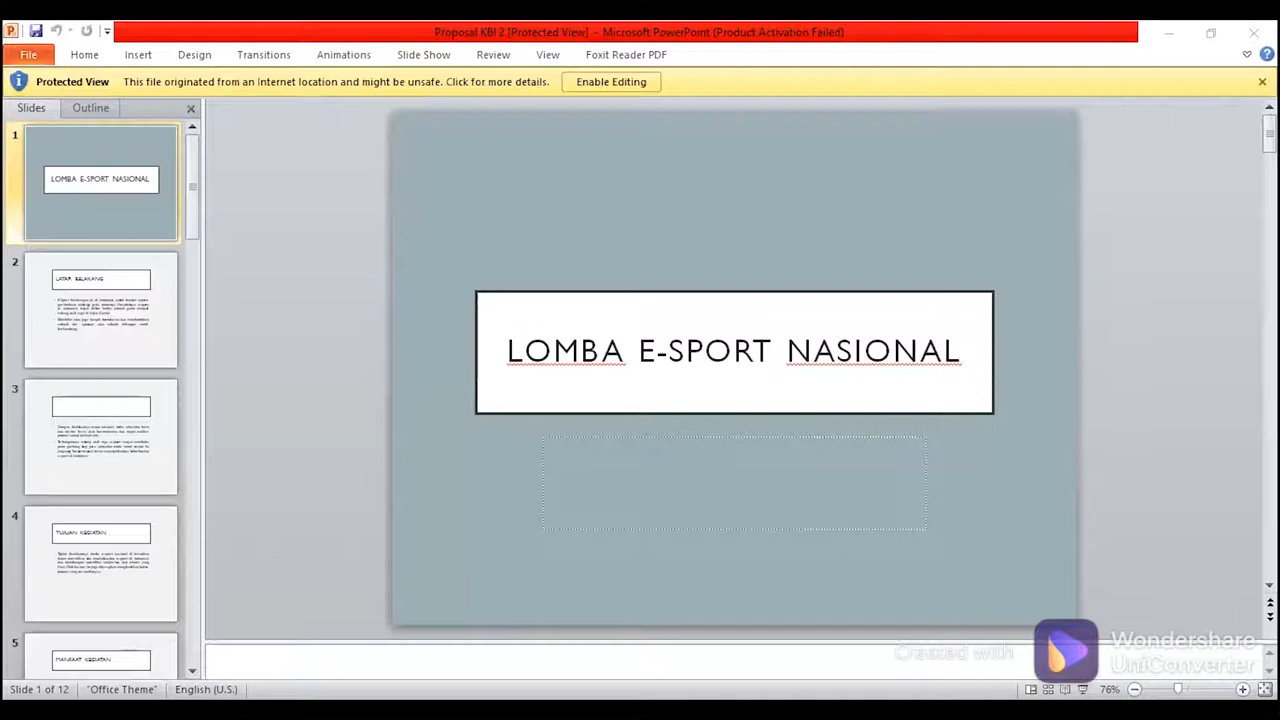 Proposal KBI 2 [Protected View] - Microsoft PowerPoint (Product Activation Failed)
File Home Insert Design Transitions Animations Slide Show Review View Foxit Reader PDF
Protected View This file originated from an Internet location and might be unsafe. Click for more details. Enable Editing
Slides Outline
1
LOMBA E-SPORT NASIONAL
2
LATAR BELAKANG
3
4
TUJUAN KEGIATAN
5
MANFAAT KEGIATAN
LOMBA E-SPORT NASIONAL
Created with
Wondershare
UniConverter
Slide 1 of 12 "Office Theme" English (U.S.) 76%